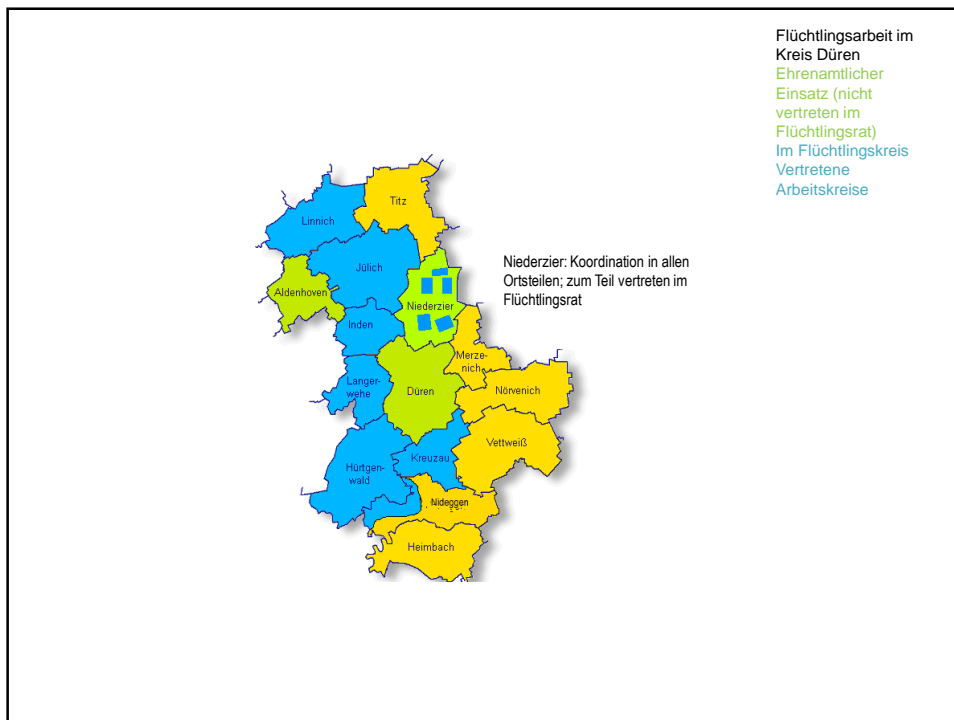 Flüchtlingsarbeit im
Kreis Düren
Ehrenamtlicher
Einsatz (nicht
vertreten im
Flüchtlingsrat)
Im Flüchtlingskreis
Vertretene
Arbeitskreise
Titz
Linnich
Jülich
Niederzier: Koordination in allen
Ortsteilen; zum Teil vertreten im
Flüchtlingsrat
Aldenhoven
Niederzier
Inden
Merze-
nich
Langer-
wehe
Düren
Nörvenich
Vettweiß
Kreuzau
Hürtgen-
wald
Nideggen
Heimbach